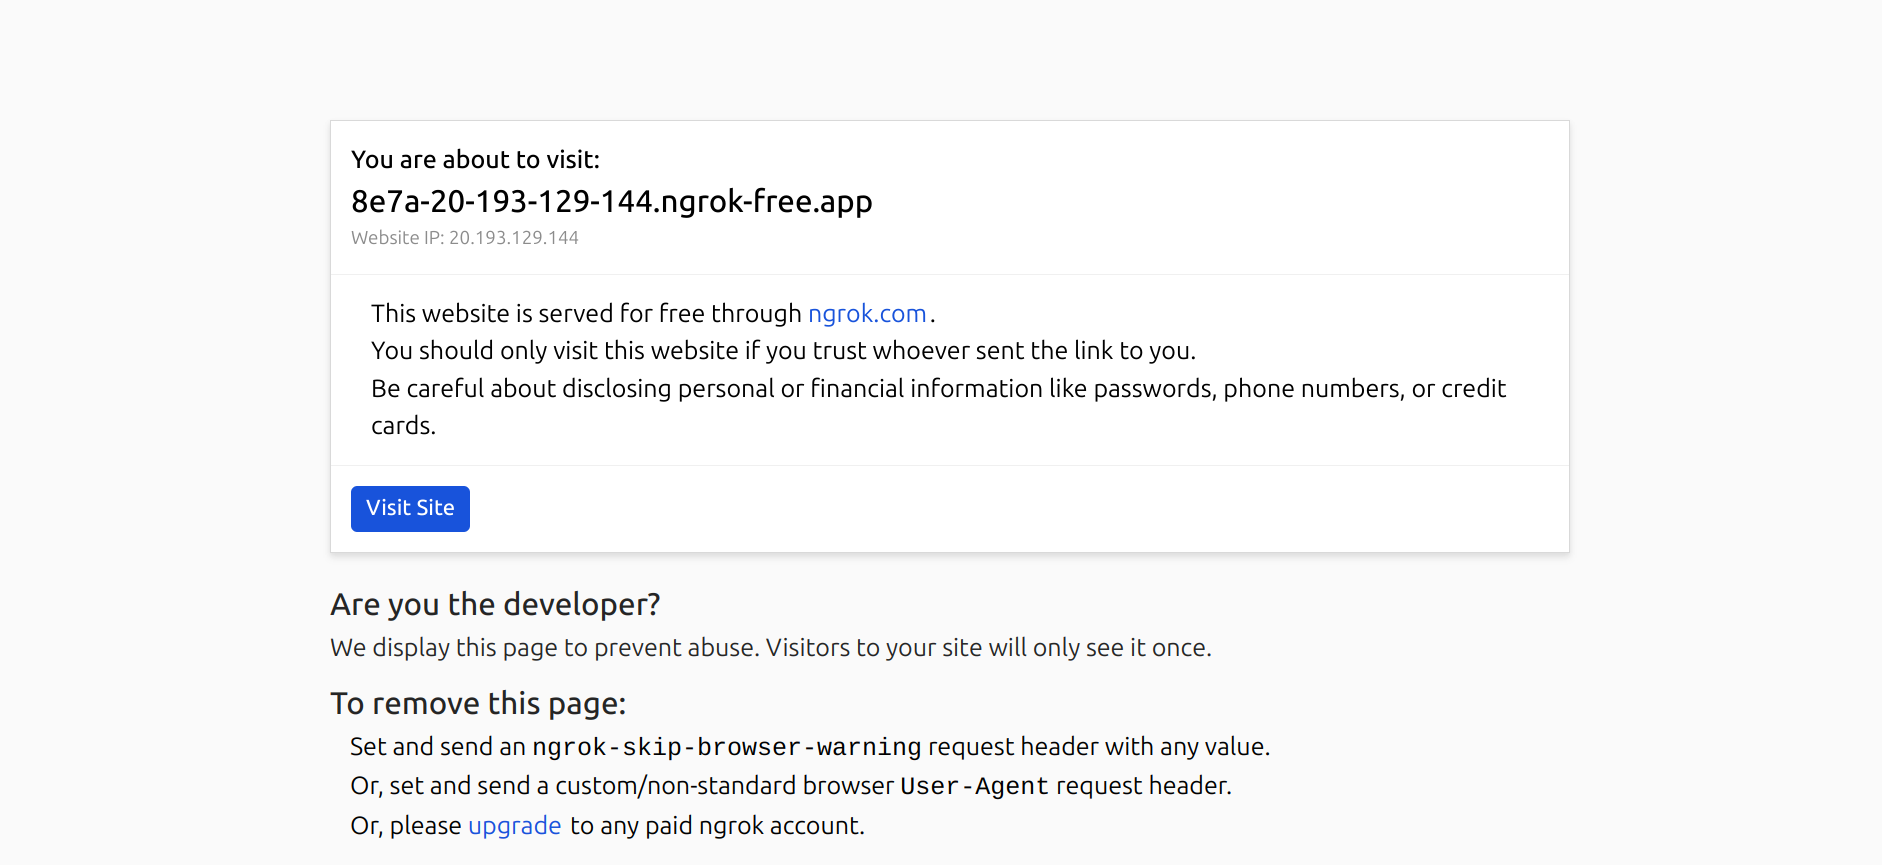 You are about to visit:
8e7a-20-193-129-144.ngrok-free.app
Website IP: 20.193.129.144
This website is served for free through ngrok.com.
You should only visit this website if you trust whoever sent the link to you.
Be careful about disclosing personal or financial information like passwords, phone numbers, or credit
cards.
Visit Site
Are you the developer?
We display this page to prevent abuse. Visitors to your site will only see it once.
To remove this page:
Set and send an ngrok-skip-browser-warning request header with any value.
Or, set and send a custom/non-standard browser User-Agent request header.
Or, please upgrade to any paid ngrok account.